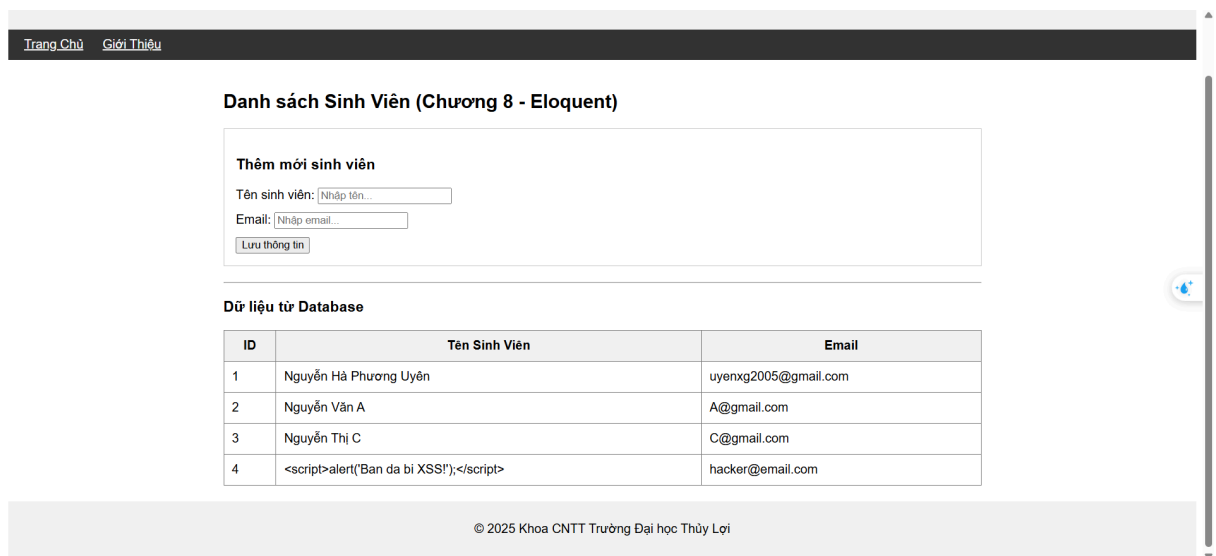 Trang Chủ Giới Thiệu
Danh sách Sinh Viên (Chương 8 - Eloquent)
Thêm mới sinh viên
Tên sinh viên: Nhập tên...
Email: Nhập email...
Lưu thông tin
Dữ liệu từ Database
ID Tên Sinh Viên Email
1 Nguyễn Hà Phương Uyên uyenxg2005@gmail.com
2 Nguyễn Văn A A@gmail.com
3 Nguyễn Thị C C@gmail.com
4 <script>alert('Ban da bi XSS!');</script> hacker@email.com
© 2025 Khoa CNTT Trường Đại học Thủy Lợi